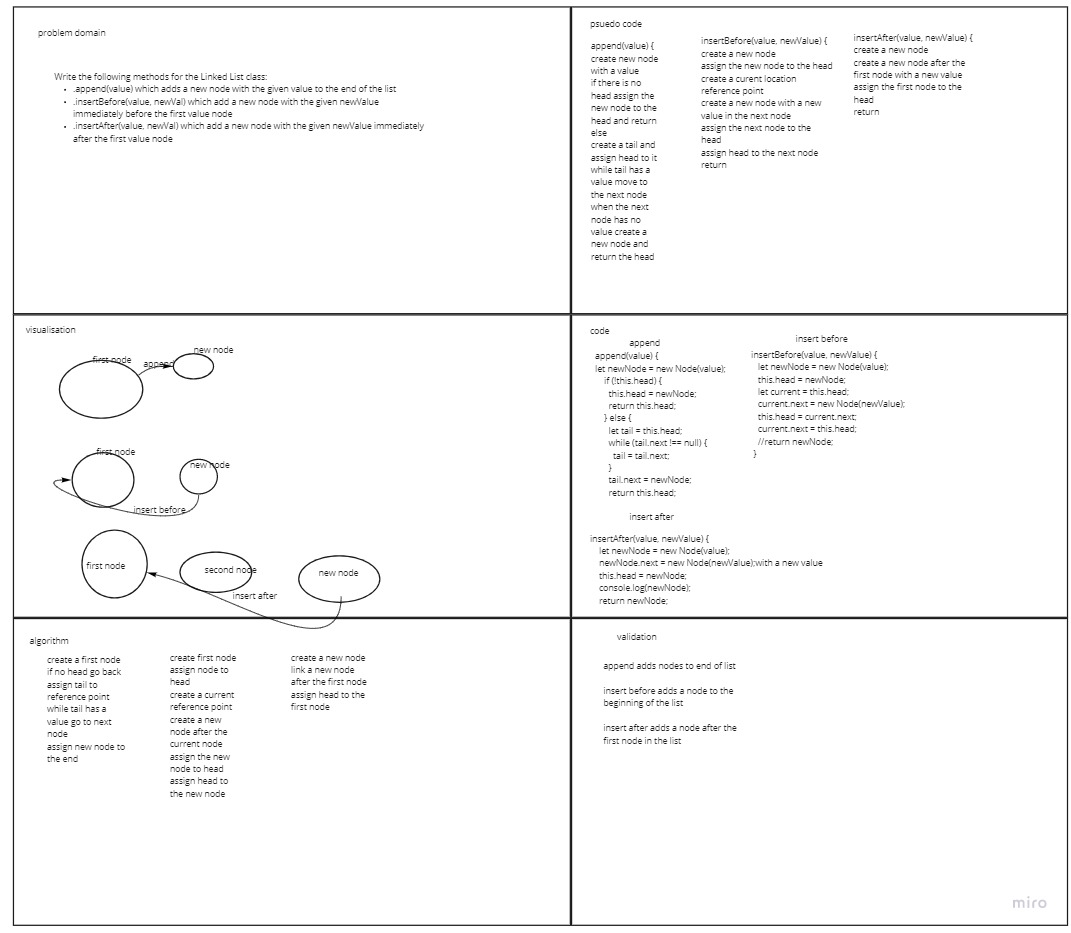 problem domain
Write the following methods for the Linked List class:
• .append(value) which adds a new node with the given value to the end of the list
• .insertBefore(value, newVal) which add a new node with the given newValue
immediately before the first value node
• .insertAfter(value, newVal) which add a new node with the given newValue immediately
after the first value node
psuedo code
append(value) {
create new node
with a value
if there is no
head assign the
new node to the
head and return
else
create a tail and
assign head to it
while tail has a
value move to
the next node
when the next
node has no
value create a
new node and
return the head
insertBefore(value, newValue) {
create a new node
assign the new node to the head
create a curent location
reference point
create a new node with a new
value in the next node
assign the next node to the
head
assign head to the next node
return
insertAfter(value, newValue) {
create a new node
create a new node after the
first node with a new value
assign the first node to the
head
return
visualisation
first node
append
new node
first node
new node
insert before
first node
second node
new node
insert after
code
append
append(value) {
let newNode = new Node(value);
if (!this.head) {
this.head = newNode;
return this.head;
} else {
let tail = this.head;
while (tail.next !== null) {
tail = tail.next;
}
tail.next = newNode;
return this.head;
insert before
insertBefore(value, newValue) {
let newNode = new Node(value);
this.head = newNode;
let current = this.head;
current.next = new Node(newValue);
this.head = current.next;
current.next = this.head;
//return newNode;
}
insert after
insertAfter(value, newValue) {
let newNode = new Node(value);
newNode.next = new Node(newValue);with a new value
this.head = newNode;
console.log(newNode);
return newNode;
algorithm
create a first node
if no head go back
assign tail to
reference point
while tail has a
value go to next
node
assign new node to
the end
create first node
assign node to
head
create a current
reference point
create a new
node after the
current node
assign the new
node to head
assign head to
the new node
create a new node
link a new node
after the first node
assign head to the
first node
validation
append adds nodes to end of list
insert before adds a node to the
beginning of the list
insert after adds a node after the
first node in the list
miro